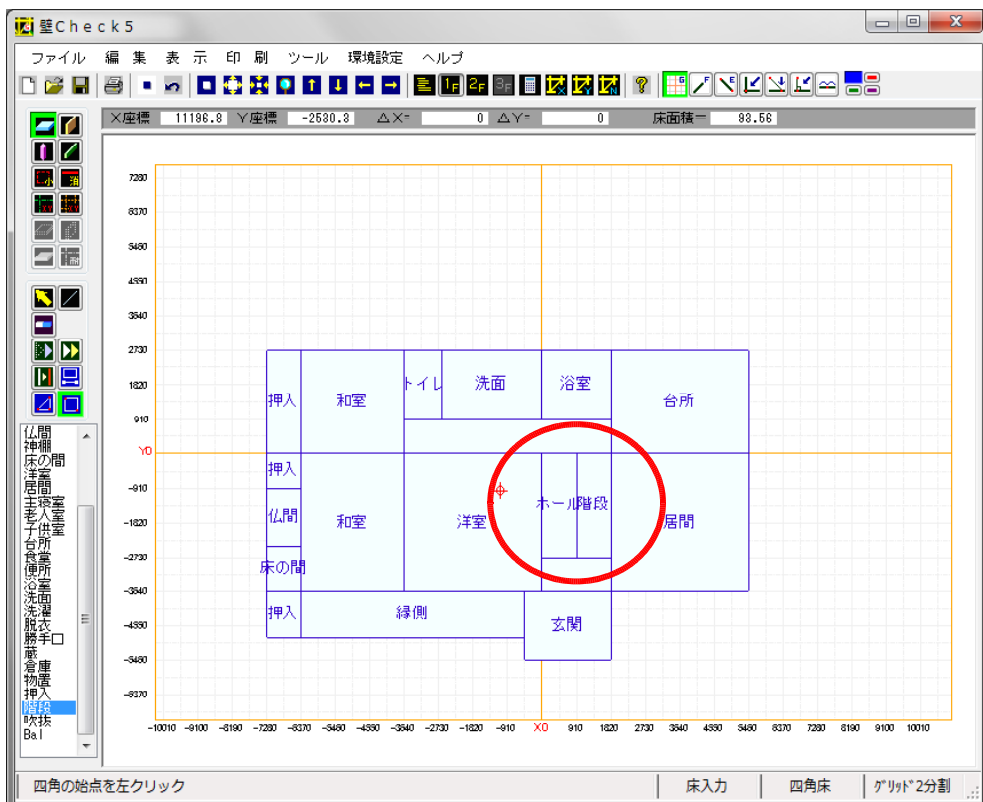 壁Check5
ファイル 編集 表示 印刷 ツール 環境設定 ヘルプ
1F 2F 3F
X座標 11196.8 Y座標 -2530.3 △X= 0 △Y= 0 床面積= 93.56
7280
6370
5460
4550
3640
2730
1820
910
Y0
-910
-1820
-2730
-3640
-4550
-5460
-6370
押入 和室 トイレ 洗面 浴室 台所
押入
仏間 和室 洋室 ホール 階段 居間
床の間
押入 縁側 玄関
-10010 -9100 -8190 -7280 -6370 -5460 -4550 -3640 -2730 -1820 -910 X0 910 1820 2730 3640 4550 5460 6370 7280 8190 9100 10010
仏間
神棚
床の間
洋室
居間
主寝室
老人室
子供室
台所
食堂
便所
浴室
洗面
洗濯
脱衣
勝手口
蔵
倉庫
物置
押入
階段
吹抜
Bal
四角の始点を左クリック 床入力 四角床 グリッド2分割